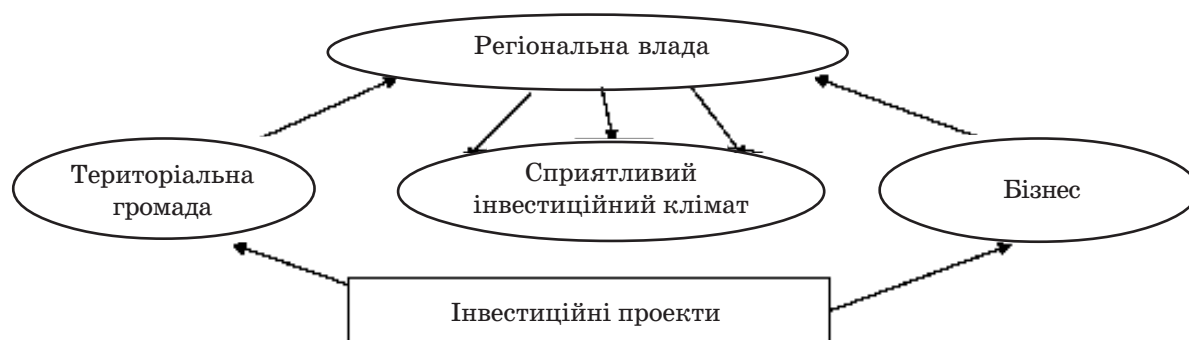 Регіональна влада
Територіальна
громада
Сприятливий
інвестиційний клімат
Бізнес
Інвестиційні проекти